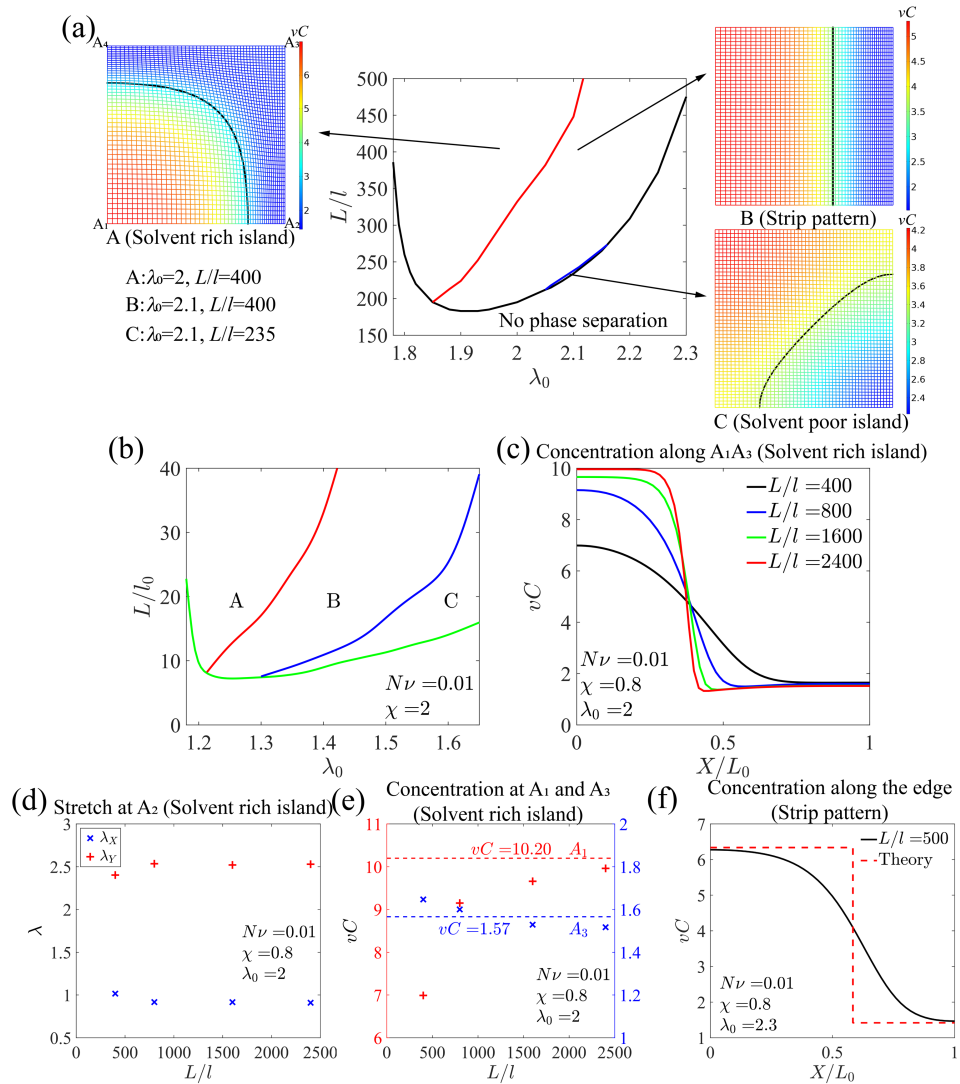 (a)
A₄
A₃
A₁
A₂
vC
6
5
4
3
2
A (Solvent rich island)
A:λ₀=2, L/l=400
B:λ₀=2.1, L/l=400
C:λ₀=2.1, L/l=235
500
450
400
350
300
250
200
150
L/l
1.8
1.9
2
2.1
2.2
2.3
λ₀
No phase separation
vC
5
4.5
4
3.5
3
2.5
2
B (Strip pattern)
vC
4.2
4
3.8
3.6
3.4
3.2
3
2.8
2.6
2.4
C (Solvent poor island)
(b)
40
30
20
10
0
L/l₀
A
B
C
Nν =0.01
χ =2
1.2
1.3
1.4
1.5
1.6
λ₀
(c)
Concentration along A₁A₃ (Solvent rich island)
10
8
6
4
2
0
vC
L/l =400
L/l =800
L/l =1600
L/l =2400
Nν =0.01
χ =0.8
λ₀ =2
0
0.5
1
X/L₀
(d)
Stretch at A₂ (Solvent rich island)
3
2.5
2
1.5
1
0.5
λ
λX
λY
Nν =0.01
χ =0.8
λ₀ =2
0
500
1000
1500
2000
2500
L/l
(e)
Concentration at A₁ and A₃
(Solvent rich island)
11
10
9
8
7
6
vC
vC =10.20
A₁
vC =1.57
A₃
Nν =0.01
χ =0.8
λ₀ =2
2
1.8
1.6
1.4
1.2
1
0
500
1000
1500
2000
2500
L/l
(f)
Concentration along the edge
(Strip pattern)
7
6
5
4
3
2
1
vC
L/l =500
Theory
Nν =0.01
χ =0.8
λ₀ =2.3
0
0.5
1
X/L₀